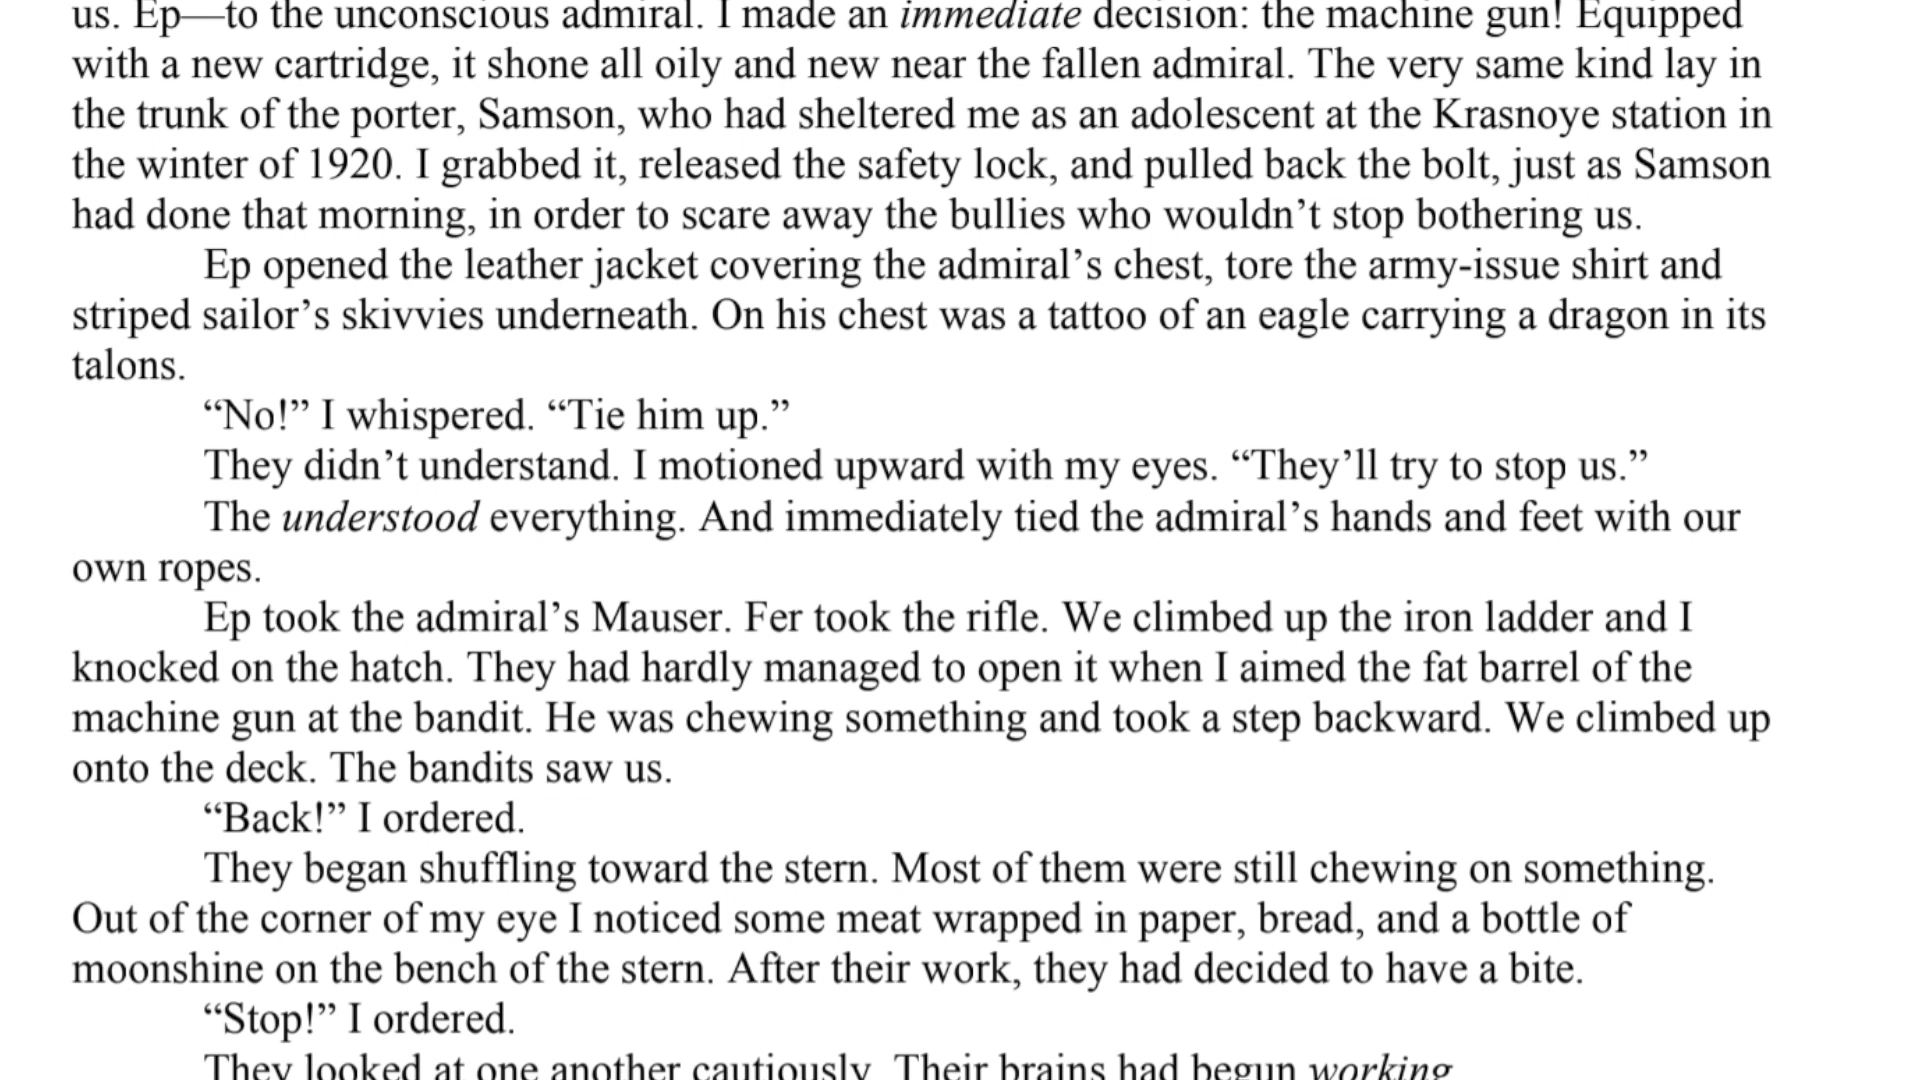 us. Ep—to the unconscious admiral. I made an immediate decision: the machine gun! Equipped
with a new cartridge, it shone all oily and new near the fallen admiral. The very same kind lay in
the trunk of the porter, Samson, who had sheltered me as an adolescent at the Krasnoye station in
the winter of 1920. I grabbed it, released the safety lock, and pulled back the bolt, just as Samson
had done that morning, in order to scare away the bullies who wouldn’t stop bothering us.
Ep opened the leather jacket covering the admiral’s chest, tore the army-issue shirt and
striped sailor’s skivvies underneath. On his chest was a tattoo of an eagle carrying a dragon in its
talons.
“No!” I whispered. “Tie him up.”
They didn’t understand. I motioned upward with my eyes. “They’ll try to stop us.”
The understood everything. And immediately tied the admiral’s hands and feet with our
own ropes.
Ep took the admiral’s Mauser. Fer took the rifle. We climbed up the iron ladder and I
knocked on the hatch. They had hardly managed to open it when I aimed the fat barrel of the
machine gun at the bandit. He was chewing something and took a step backward. We climbed up
onto the deck. The bandits saw us.
“Back!” I ordered.
They began shuffling toward the stern. Most of them were still chewing on something.
Out of the corner of my eye I noticed some meat wrapped in paper, bread, and a bottle of
moonshine on the bench of the stern. After their work, they had decided to have a bite.
“Stop!” I ordered.
They looked at one another cautiously. Their brains had begun working